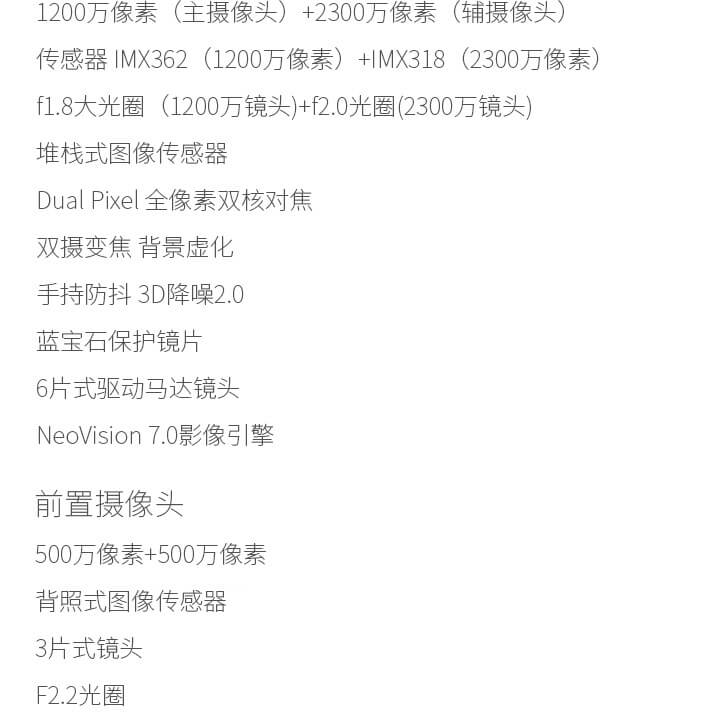 1200万像素（主摄像头）+2300万像素（辅摄像头）
传感器 IMX362（1200万像素）+IMX318（2300万像素）
f1.8大光圈（1200万镜头)+f2.0光圈(2300万镜头)
堆栈式图像传感器
Dual Pixel 全像素双核对焦
双摄变焦 背景虚化
手持防抖 3D降噪2.0
蓝宝石保护镜片
6片式驱动马达镜头
NeoVision 7.0影像引擎
前置摄像头
500万像素+500万像素
背照式图像传感器
3片式镜头
F2.2光圈